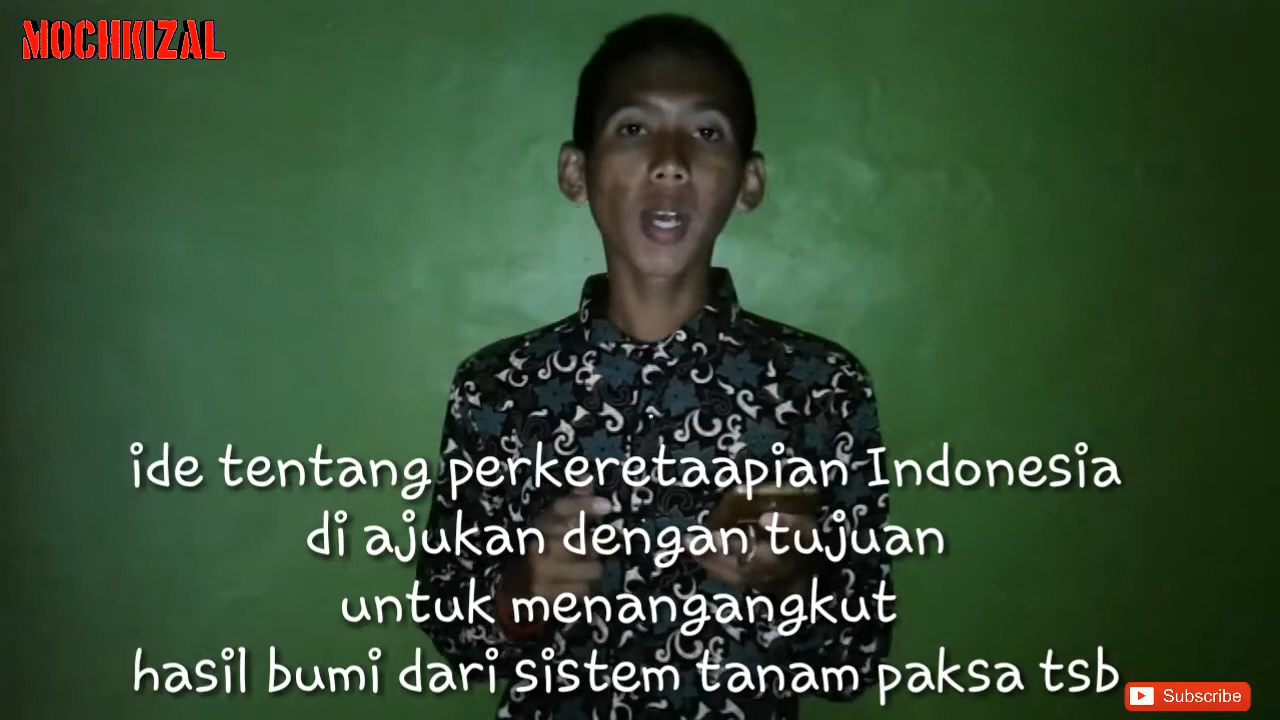 MOCHKIZAL
ide tentang perkeretaapian Indonesia
di ajukan dengan tujuan
untuk menangangkut
hasil bumi dari sistem tanam paksa tsb
Subscribe